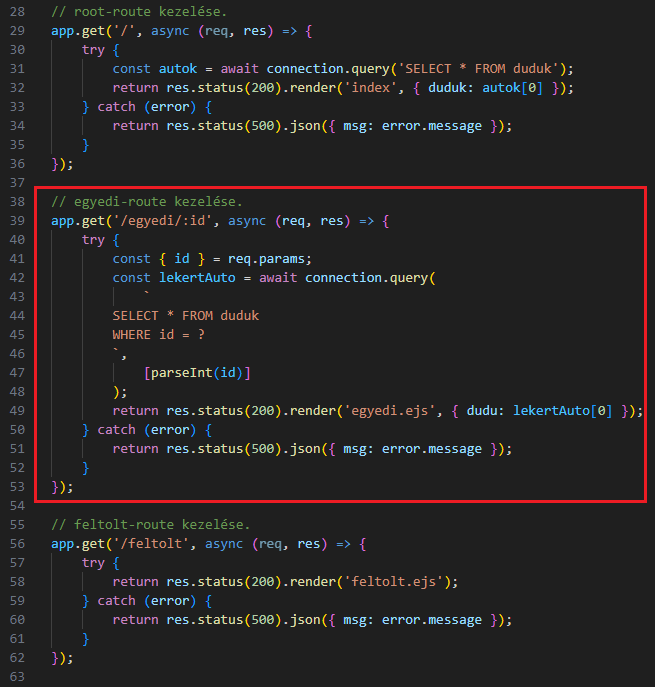 28 // root-route kezelése.
29 app.get('/', async (req, res) => {
30     try {
31         const autok = await connection.query('SELECT * FROM duduk');
32         return res.status(200).render('index', { duduk: autok[0] });
33     } catch (error) {
34         return res.status(500).json({ msg: error.message });
35     }
36 });
37
38 // egyedi-route kezelése.
39 app.get('/egyedi/:id', async (req, res) => {
40     try {
41         const { id } = req.params;
42         const lekertAuto = await connection.query(
43             `
44         SELECT * FROM duduk
45         WHERE id = ?
46         `,
47             [parseInt(id)]
48         );
49         return res.status(200).render('egyedi.ejs', { dudu: lekertAuto[0] });
50     } catch (error) {
51         return res.status(500).json({ msg: error.message });
52     }
53 });
54
55 // feltolt-route kezelése.
56 app.get('/feltolt', async (req, res) => {
57     try {
58         return res.status(200).render('feltolt.ejs');
59     } catch (error) {
60         return res.status(500).json({ msg: error.message });
61     }
62 });
63